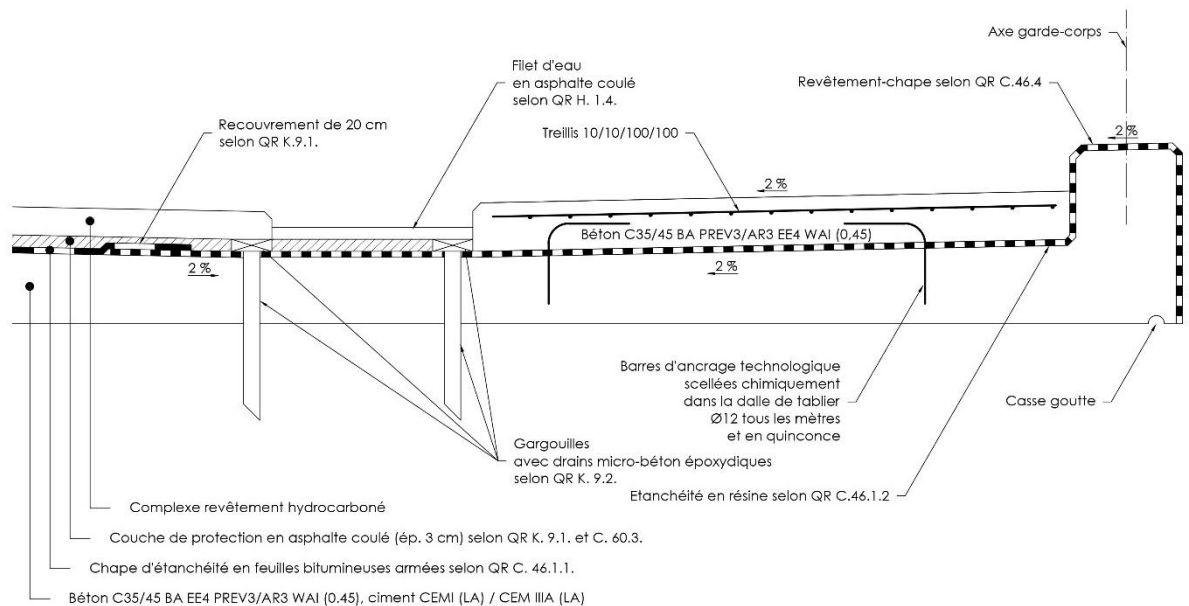 Axe garde-corps
Filet d'eau
en asphalte coulé
selon QR H. 1.4.
Revêtement-chape selon QR C.46.4
Recouvrement de 20 cm
selon QR K.9.1.
Treillis 10/10/100/100
2 %
2 %
Béton C35/45 BA PREV3/AR3 EE4 WAI (0,45)
2 %
2 %
Barres d'ancrage technologique
scellées chimiquement
dans la dalle de tablier
Ø12 tous les mètres
et en quinconce
Casse goutte
Gargouilles
avec drains micro-béton époxydiques
selon QR K. 9.2.
Etanchéité en résine selon QR C.46.1.2
Complexe revêtement hydrocarboné
Couche de protection en asphalte coulé (ép. 3 cm) selon QR K. 9.1. et C. 60.3.
Chape d'étanchéité en feuilles bitumineuses armées selon QR C. 46.1.1.
Béton C35/45 BA EE4 PREV3/AR3 WAI (0.45), ciment CEMI (LA) / CEM IIIA (LA)